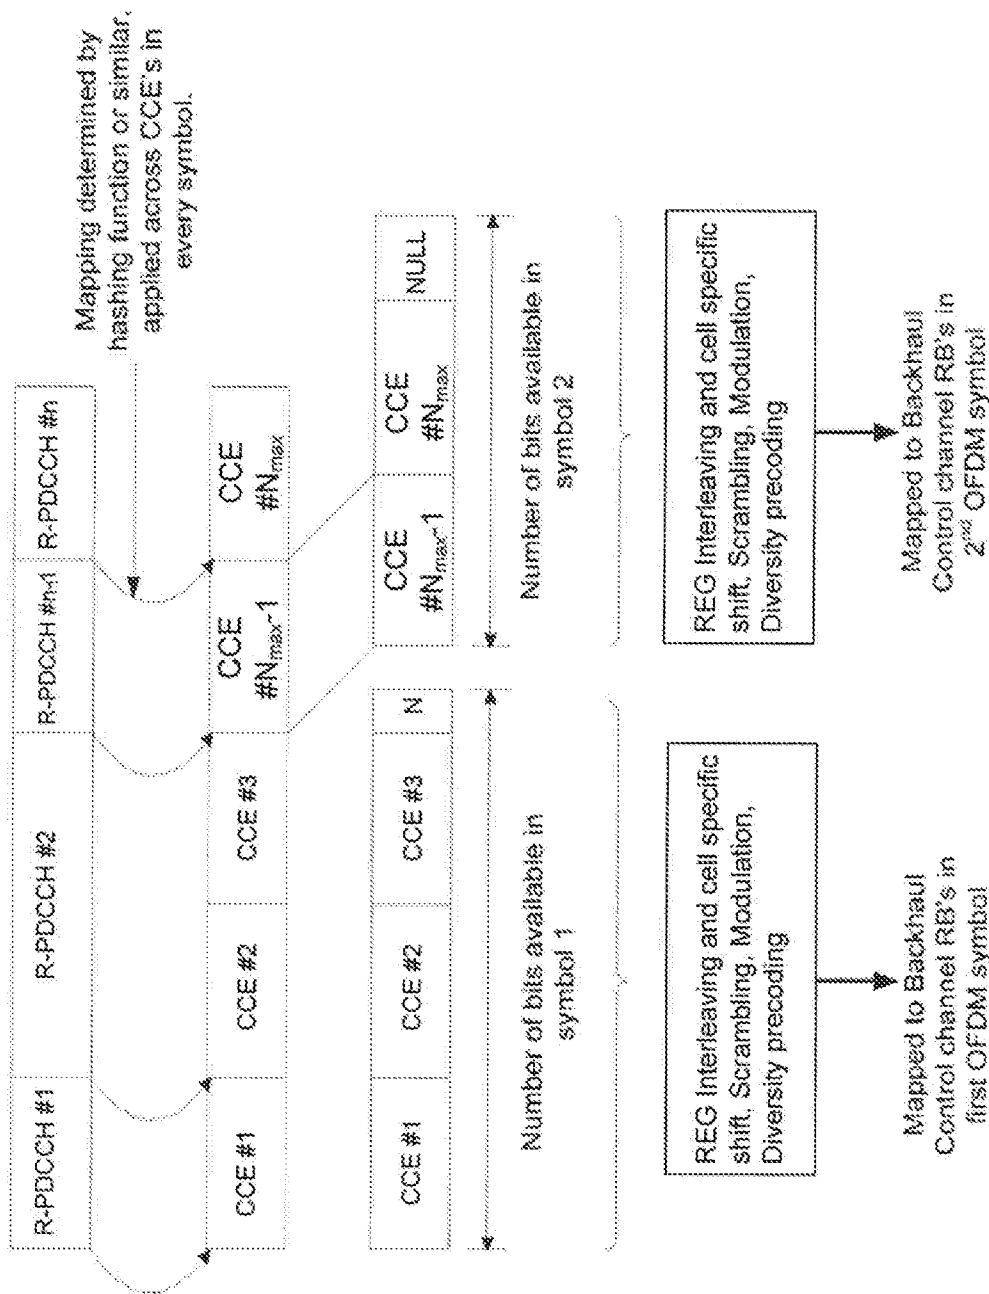 Mapping determined by
hashing function or similar,
applied across CCE's in
every symbol.
R-PDCCH #1
R-PDCCH #2
R-PDCCH #n-1
R-PDCCH #n
CCE #1
CCE #2
CCE #3
CCE
#Nmax-1
CCE
#Nmax
CCE #1
CCE #2
CCE #3
N
CCE
#Nmax-1
CCE
#Nmax
NULL
Number of bits available in
symbol 1
Number of bits available in
symbol 2
REG Interleaving and cell specific
shift, Scrambling, Modulation,
Diversity precoding
REG Interleaving and cell specific
shift, Scrambling, Modulation,
Diversity precoding
Mapped to Backhaul
Control channel RB's in
first OFDM symbol
Mapped to Backhaul
Control channel RB's in
2nd OFDM symbol